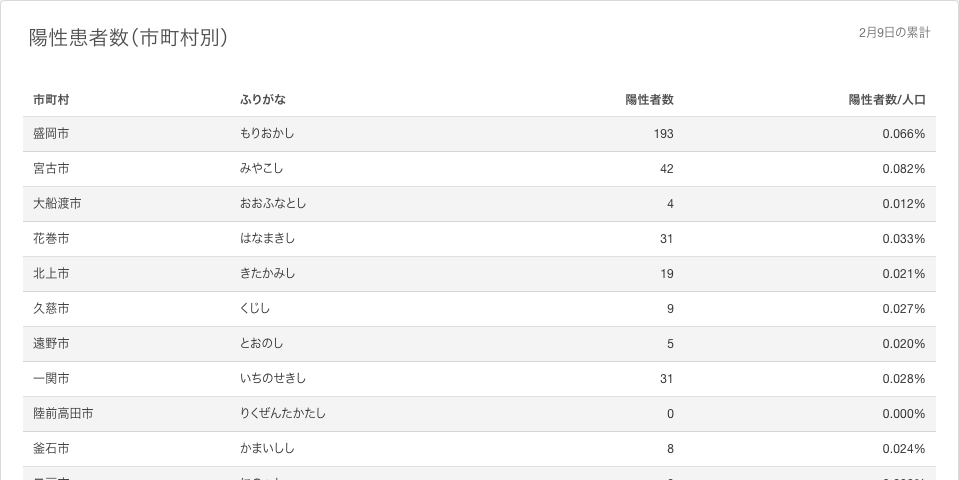 陽性患者数(市町村別)
2月9日の累計
市町村 ふりがな 陽性者数 陽性者数/人口
盛岡市 もりおかし 193 0.066%
宮古市 みやこし 42 0.082%
大船渡市 おおふなとし 4 0.012%
花巻市 はなまきし 31 0.033%
北上市 きたかみし 19 0.021%
久慈市 くじし 9 0.027%
遠野市 とおのし 5 0.020%
一関市 いちのせきし 31 0.028%
陸前高田市 りくぜんたかたし 0 0.000%
釜石市 かまいしし 8 0.024%